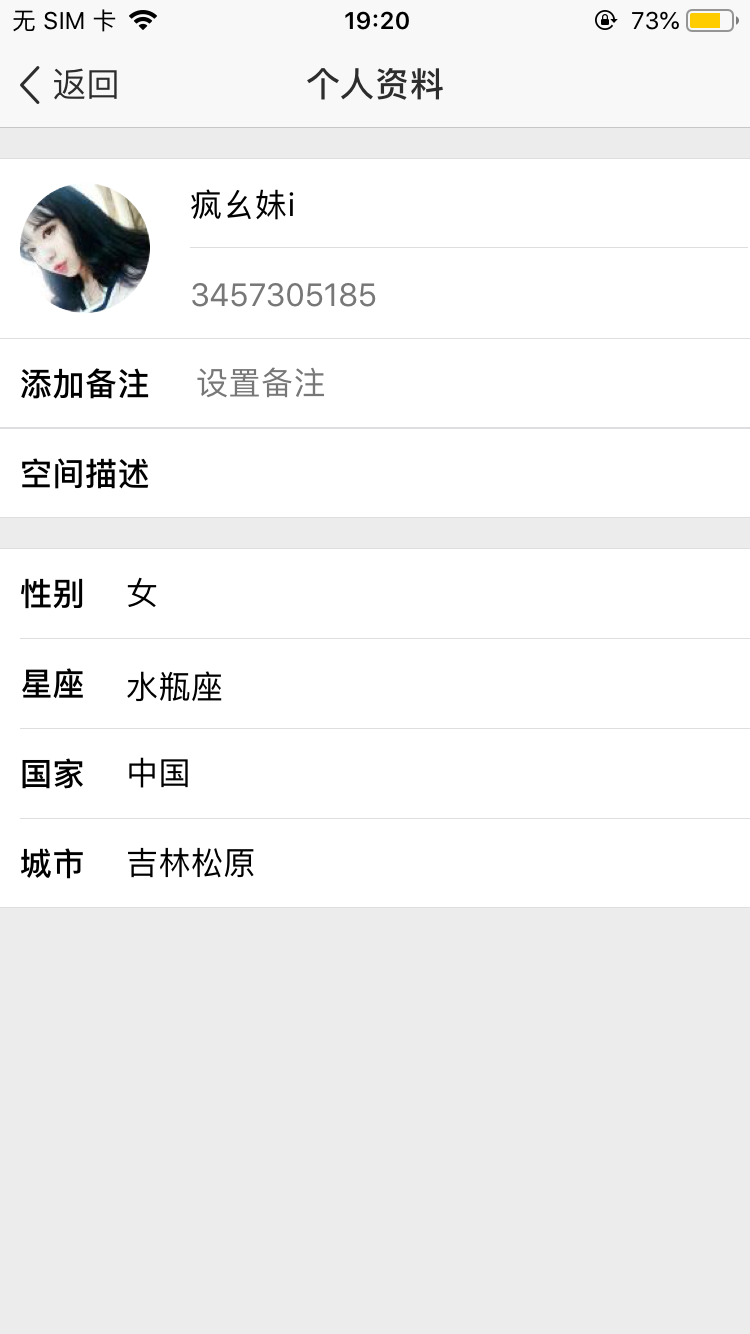 无 SIM 卡 19:20 73%
返回 个人资料
疯幺妹i
3457305185
添加备注 设置备注
空间描述
性别 女
星座 水瓶座
国家 中国
城市 吉林松原